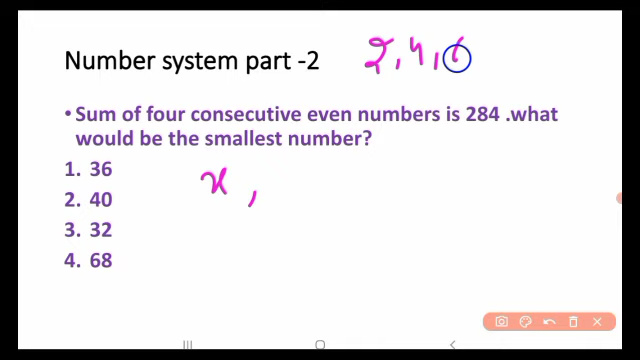 Number system part -2
2, 4, 6
• Sum of four consecutive even numbers is 284 .what
would be the smallest number?
1. 36
2. 40
3. 32
4. 68
x ,